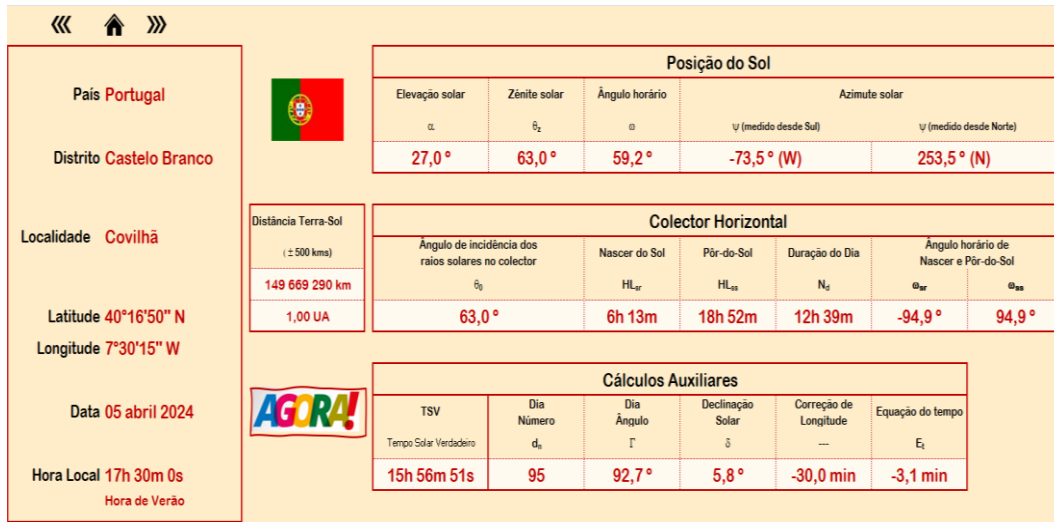 País Portugal
Distrito Castelo Branco
Localidade Covilhã
Latitude 40°16'50" N
Longitude 7°30'15" W
Data 05 abril 2024
Hora Local 17h 30m 0s
Hora de Verão
Distância Terra-Sol
(±500 kms)
149 669 290 km
1,00 UA
AGORA!
Posição do Sol
Elevação solar Zénite solar Ângulo horário Azimute solar
α θz ω ψ (medido desde Sul) ψ (medido desde Norte)
27,0 º 63,0 º 59,2 º -73,5 º (W) 253,5 º (N)
Colector Horizontal
Ângulo de incidência dos
raios solares no colector Nascer do Sol Pôr-do-Sol Duração do Dia Ângulo horário de
Nascer e Pôr-do-Sol
θ0 HLsr HLss Nd ωsr ωss
63,0 º 6h 13m 18h 52m 12h 39m -94,9 º 94,9 º
Cálculos Auxiliares
TSV Dia
Número Dia
Ângulo Declinação
Solar Correção de
Longitude Equação do tempo
Tempo Solar Verdadeiro dn Γ δ --- Et
15h 56m 51s 95 92,7 º 5,8 º -30,0 min -3,1 min